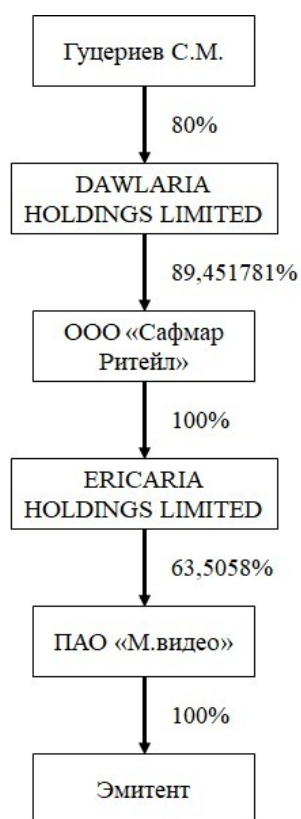 Гуцериев С.М.
80%
DAWLARIA
HOLDINGS LIMITED
89,451781%
ООО «Сафмар
Ритейл»
100%
ERICARIA
HOLDINGS LIMITED
63,5058%
ПАО «М.видео»
100%
Эмитент